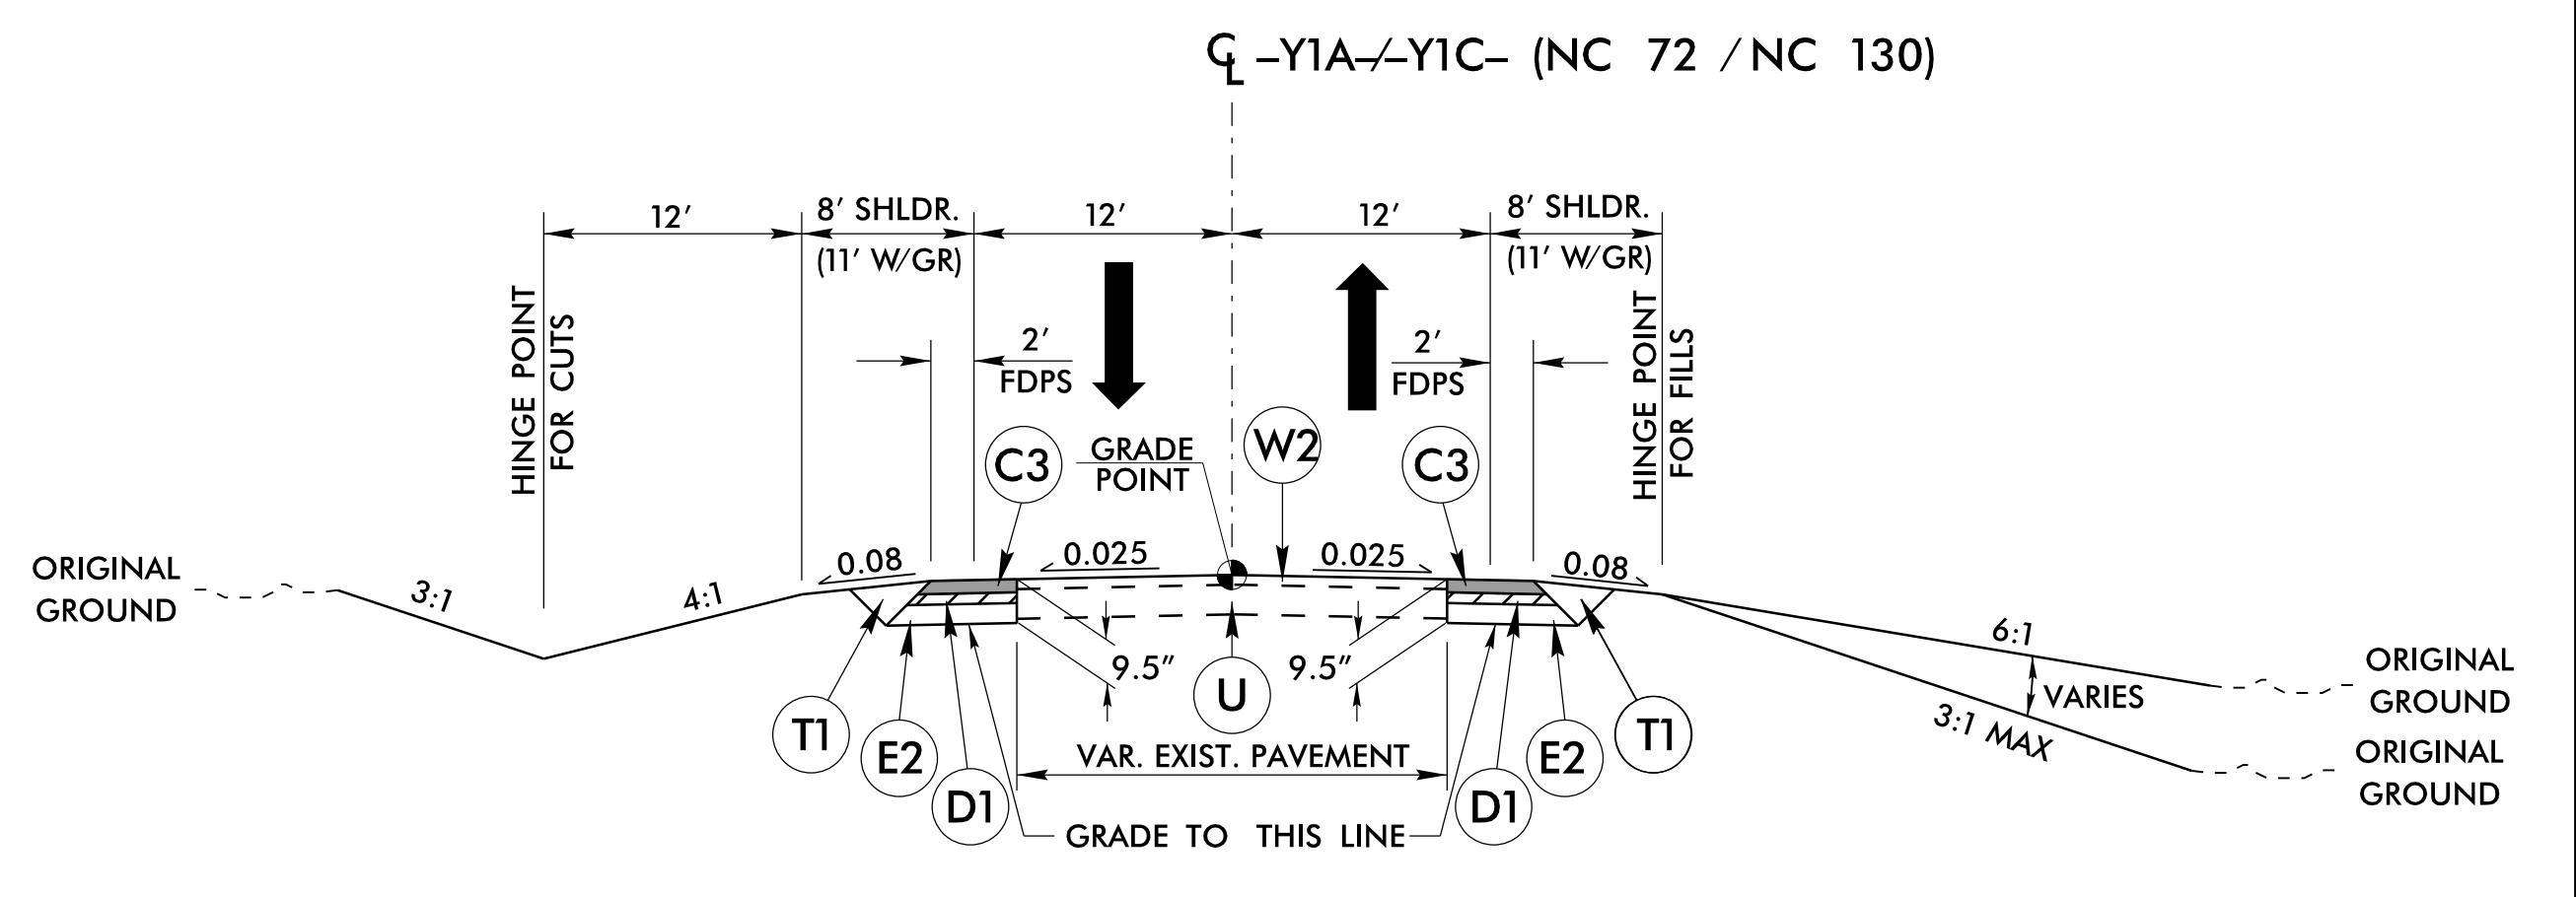 CL –Y1A–/–Y1C– (NC 72 / NC 130)
12'
8' SHLDR.
(11' W/GR)
12'
12'
8' SHLDR.
(11' W/GR)
HINGE POINT
FOR CUTS
2'
FDPS
2'
FDPS
HINGE POINT
FOR FILLS
C3
GRADE
POINT
W2
C3
ORIGINAL
GROUND
3:1
4:1
0.08
0.025
0.025
0.08
6:1
VARIES
3:1 MAX
ORIGINAL
GROUND
ORIGINAL
GROUND
9.5"
U
9.5"
T1
E2
D1
VAR. EXIST. PAVEMENT
D1
E2
T1
GRADE TO THIS LINE